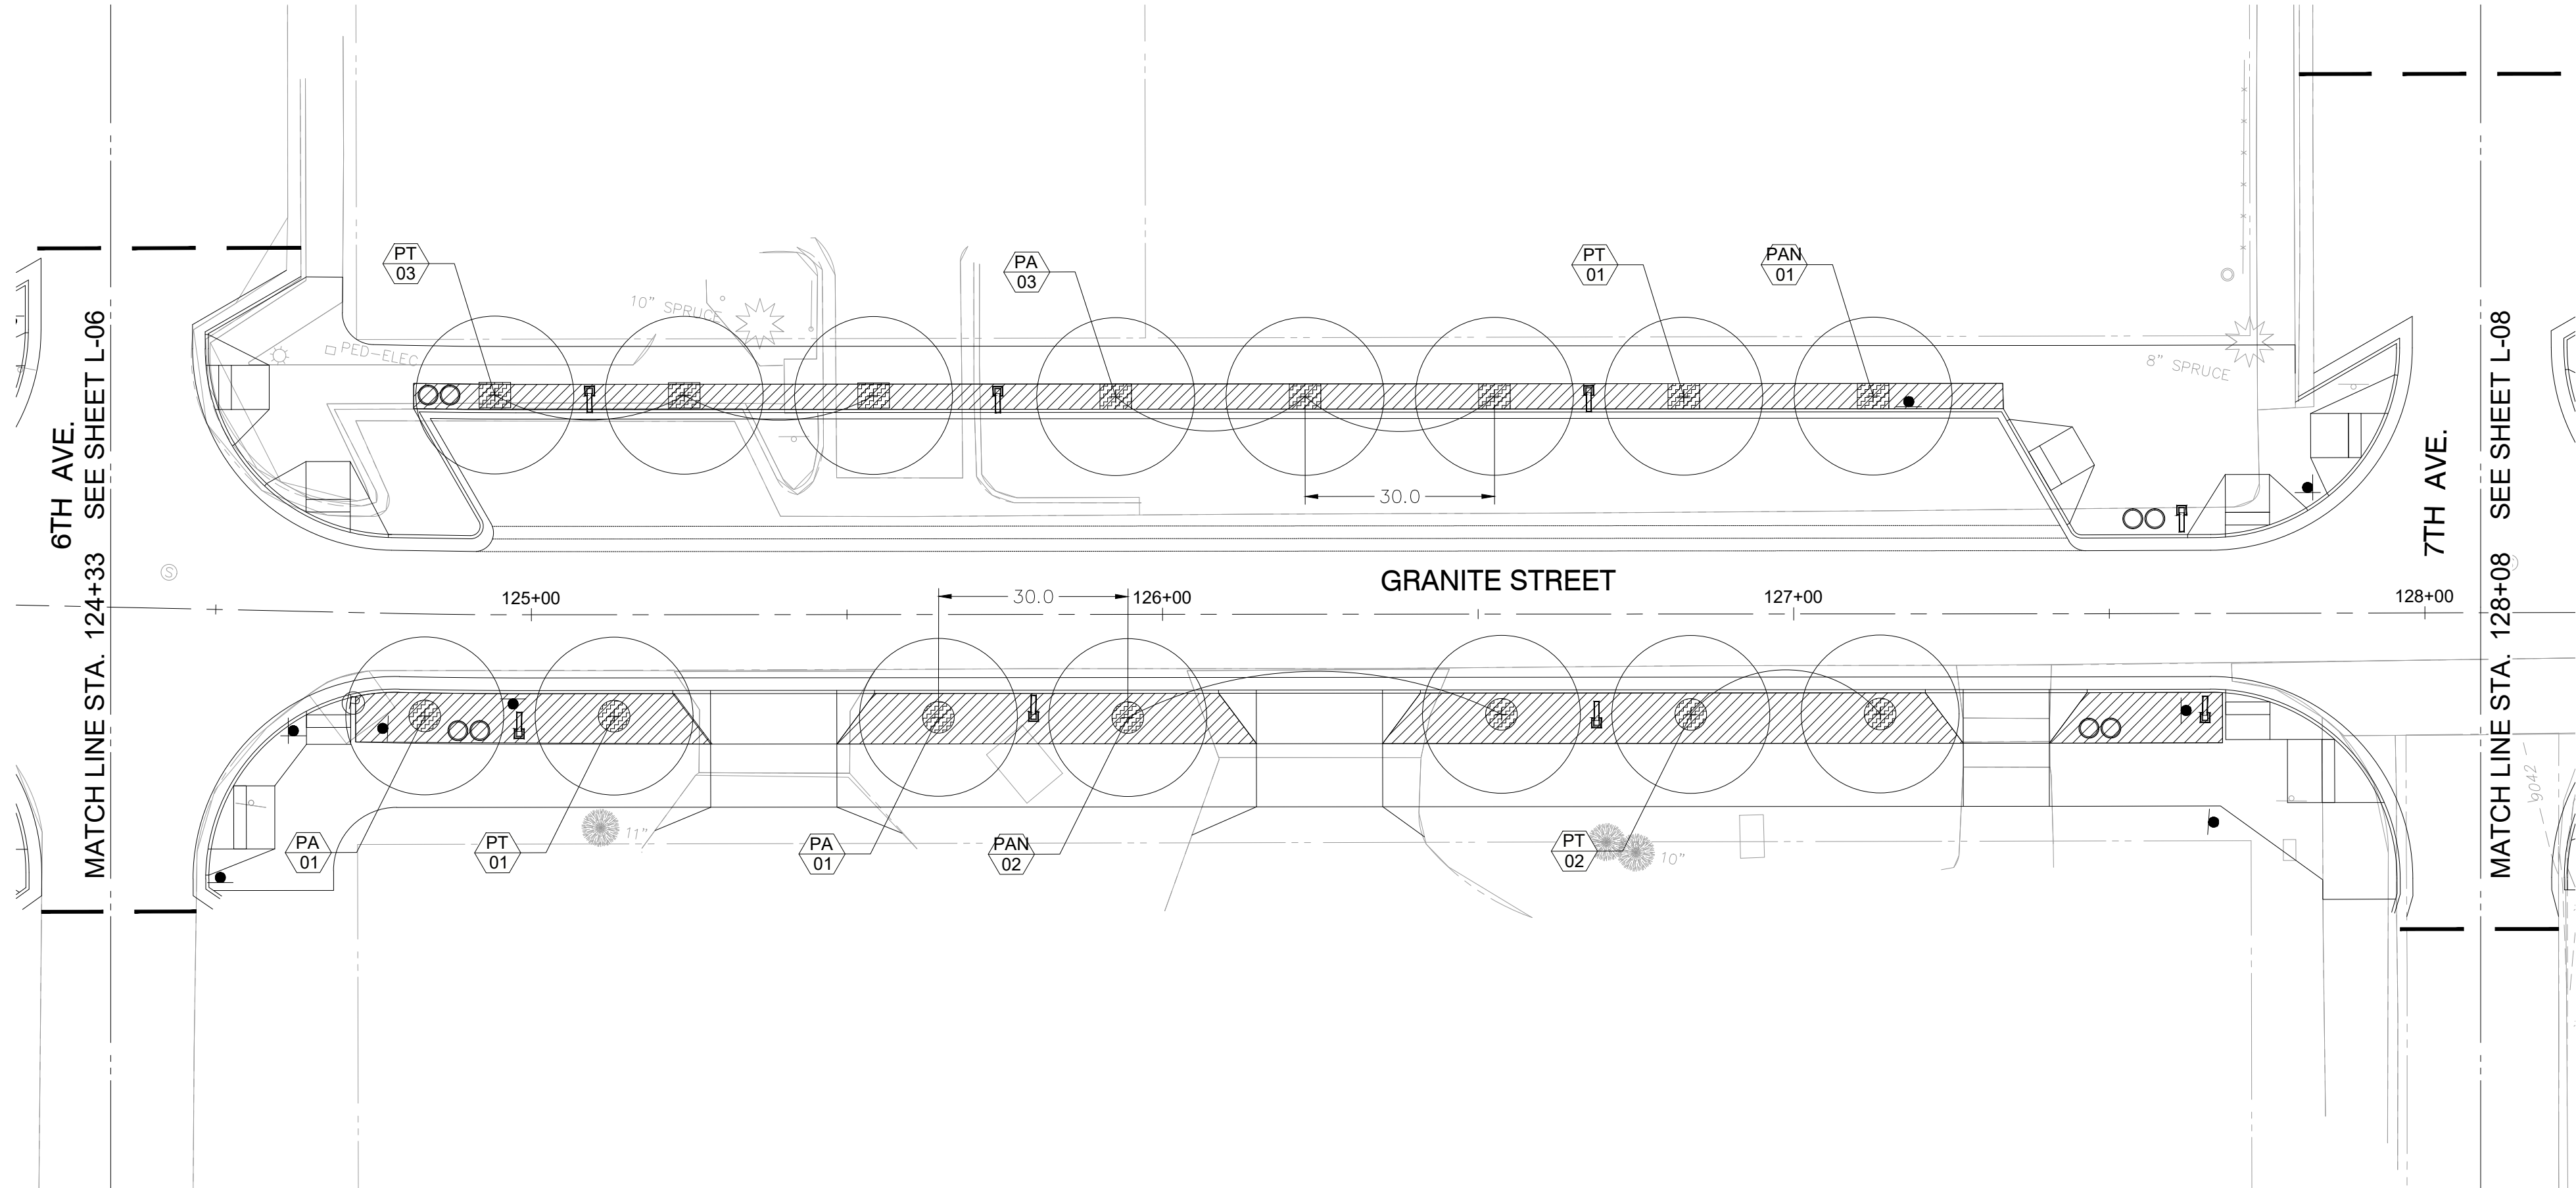 PT
03
PA
03
PT
01
PAN
01
10" SPRUCE
PED-ELEC
8" SPRUCE
6TH AVE.
MATCH LINE STA. 124+33 SEE SHEET L-06
30.0
7TH AVE.
MATCH LINE STA. 128+08 SEE SHEET L-08
S
GRANITE STREET
125+00
30.0
126+00
127+00
128+00
9042
PA
01
PT
01
11"
PA
01
PAN
02
PT
02
10"